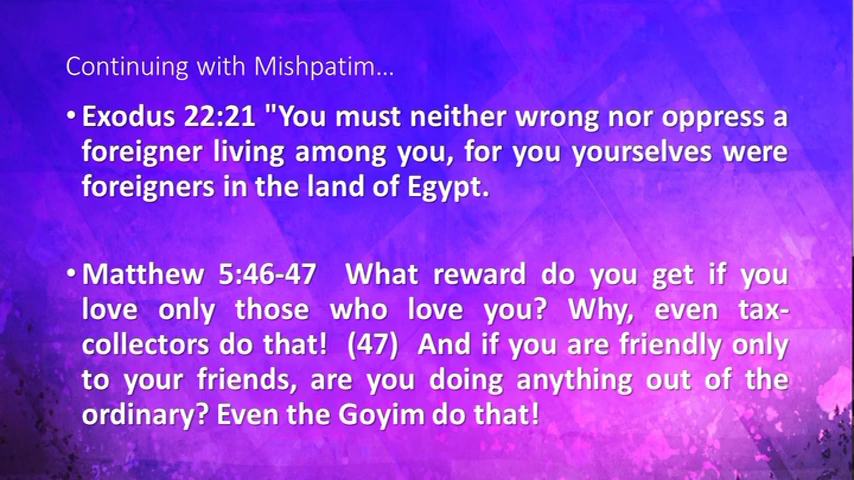 Continuing with Mishpatim…
• Exodus 22:21 "You must neither wrong nor oppress a
foreigner living among you, for you yourselves were
foreigners in the land of Egypt.
• Matthew 5:46-47  What reward do you get if you
love only those who love you? Why, even tax-
collectors do that!  (47)  And if you are friendly only
to your friends, are you doing anything out of the
ordinary? Even the Goyim do that!